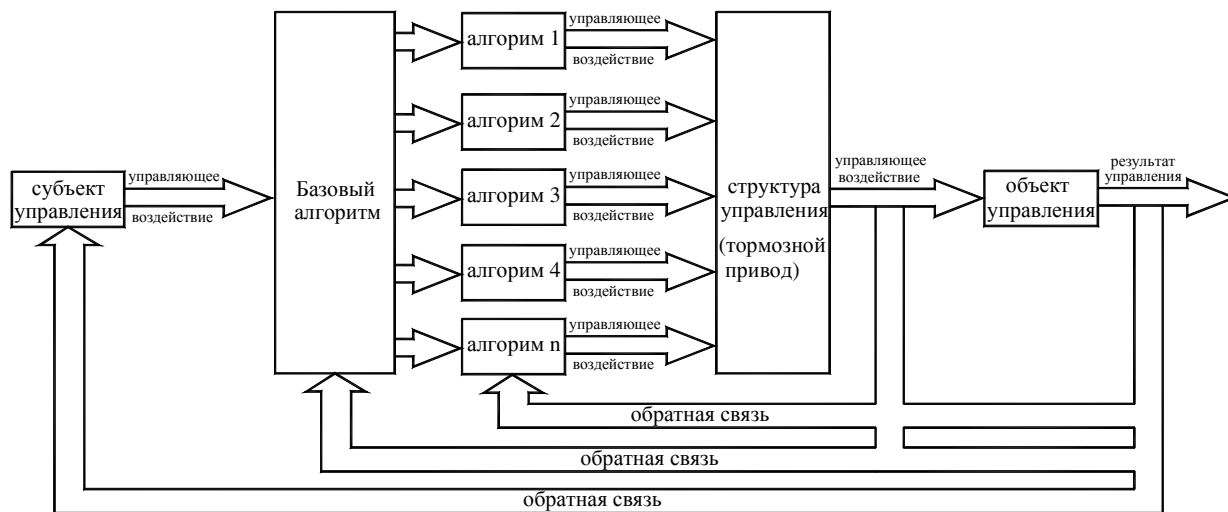 субъект
управления
управляющее
воздействие
Базовый
алгоритм
алгорим 1
управляющее
воздействие
алгорим 2
управляющее
воздействие
алгорим 3
управляющее
воздействие
алгорим 4
управляющее
воздействие
алгорим n
управляющее
воздействие
структура
управления
(тормозной
привод)
управляющее
воздействие
объект
управления
результат
управления
обратная связь
обратная связь
обратная связь